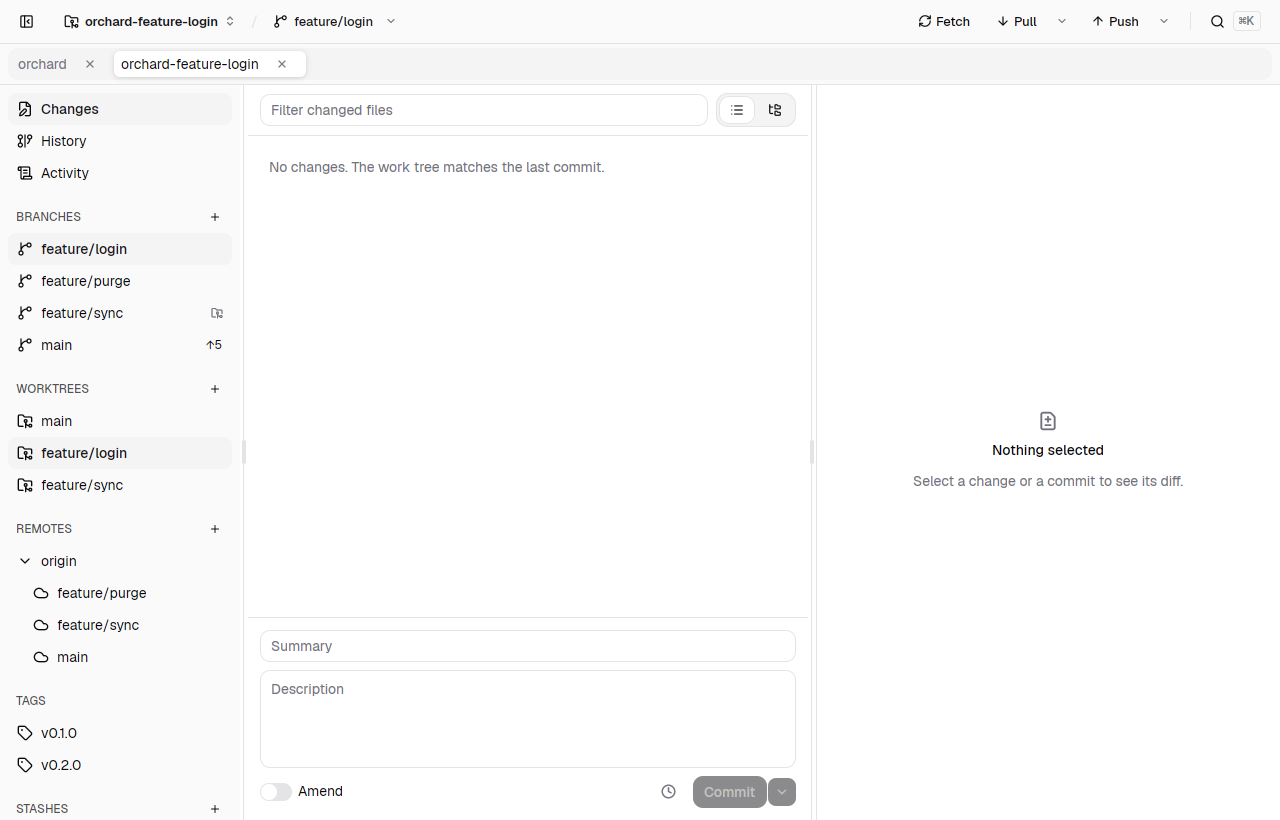 orchard-feature-login / feature/login Fetch Pull Push ⌘K
orchard orchard-feature-login
Changes
History
Activity
BRANCHES
feature/login
feature/purge
feature/sync
main ↑5
WORKTREES
main
feature/login
feature/sync
REMOTES
origin
feature/purge
feature/sync
main
TAGS
v0.1.0
v0.2.0
STASHES
Filter changed files
No changes. The work tree matches the last commit.
Summary
Description
Amend Commit
Nothing selected
Select a change or a commit to see its diff.